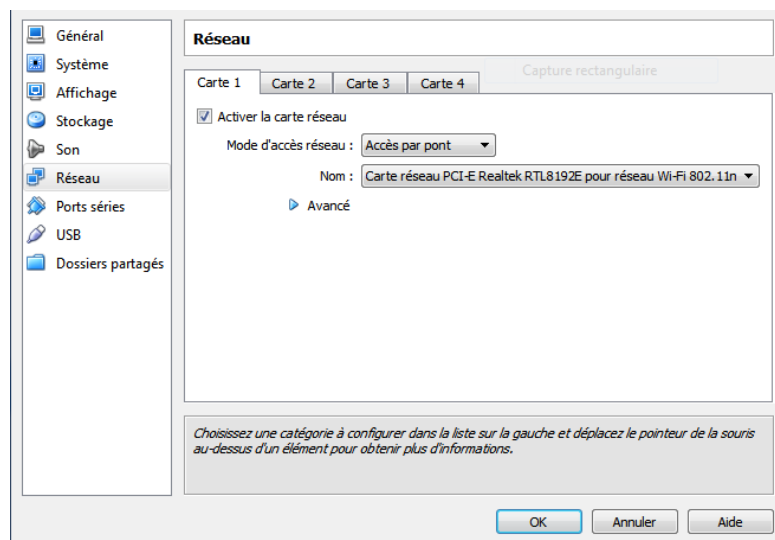 Général
Système
Affichage
Stockage
Son
Réseau
Ports séries
USB
Dossiers partagés
Réseau
Capture rectangulaire
Carte 1 Carte 2 Carte 3 Carte 4
Activer la carte réseau
Mode d'accès réseau : Accès par pont
Nom : Carte réseau PCI-E Realtek RTL8192E pour réseau Wi-Fi 802.11n
Avancé
Choisissez une catégorie à configurer dans la liste sur la gauche et déplacez le pointeur de la souris
au-dessus d'un élément pour obtenir plus d'informations.
OK Annuler Aide